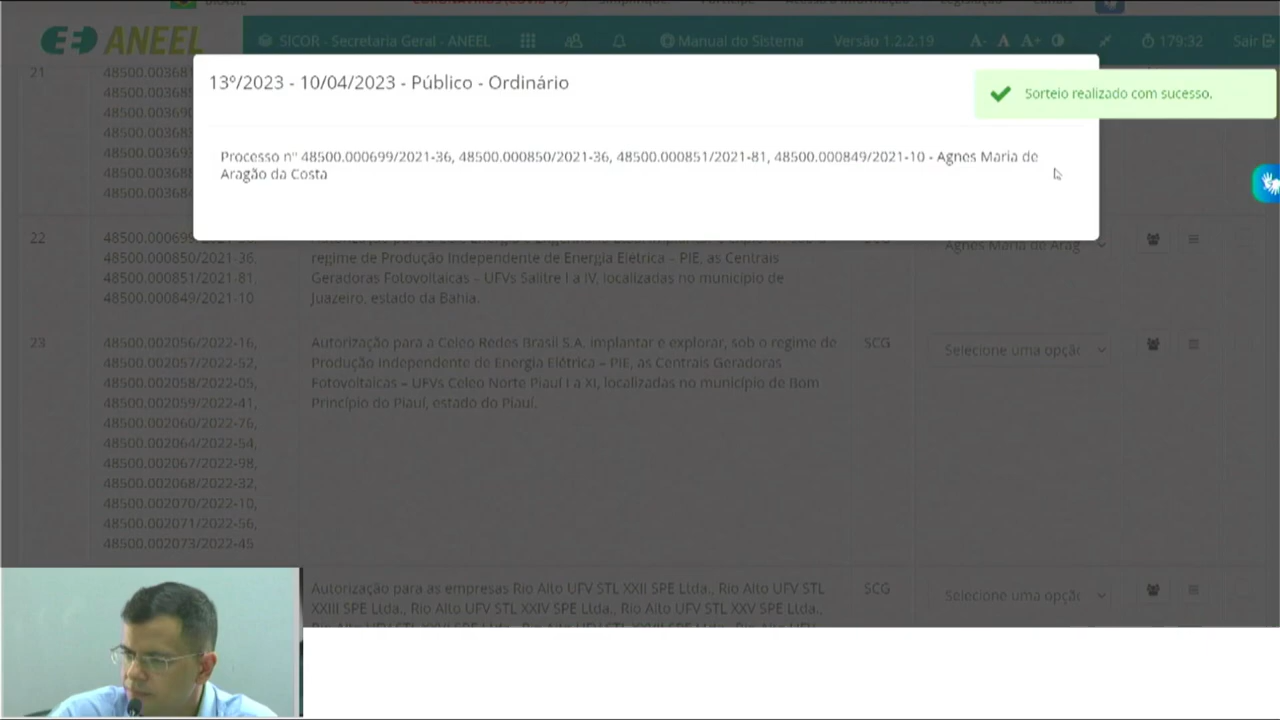 ANEEL
SICOR - Secretaria Geral - ANEEL
Manual do Sistema
Versão 1.2.2.19
A- A A+
179:32
Sair
13º/2023 - 10/04/2023 - Público - Ordinário
Sorteio realizado com sucesso.
Processo nº 48500.000699/2021-36, 48500.000850/2021-36, 48500.000851/2021-81, 48500.000849/2021-10 - Agnes Maria de
Aragão da Costa
21
22
48500.000850/2021-36,
48500.000851/2021-81,
48500.000849/2021-10
regime de Produção Independente de Energia Elétrica – PIE, as Centrais
Geradoras Fotovoltaicas – UFVs Salitre I a IV, localizadas no município de
Juazeiro, estado da Bahia.
SCG
Agnes Maria de Arag
23
48500.002056/2022-16,
48500.002057/2022-52,
48500.002058/2022-05,
48500.002059/2022-41,
48500.002060/2022-76,
48500.002064/2022-54,
48500.002067/2022-98,
48500.002068/2022-32,
48500.002070/2022-10,
48500.002071/2022-56,
48500.002073/2022-45
Autorização para a Celeo Redes Brasil S.A. implantar e explorar, sob o regime de
Produção Independente de Energia Elétrica – PIE, as Centrais Geradoras
Fotovoltaicas – UFVs Celeo Norte Piauí I a XI, localizadas no município de Bom
Princípio do Piauí, estado do Piauí.
SCG
Selecione uma opçã
Autorização para as empresas Rio Alto UFV STL XXII SPE Ltda., Rio Alto UFV STL
XXIII SPE Ltda., Rio Alto UFV STL XXIV SPE Ltda., Rio Alto UFV STL XXV SPE Ltda.,
SCG
Selecione uma opçã